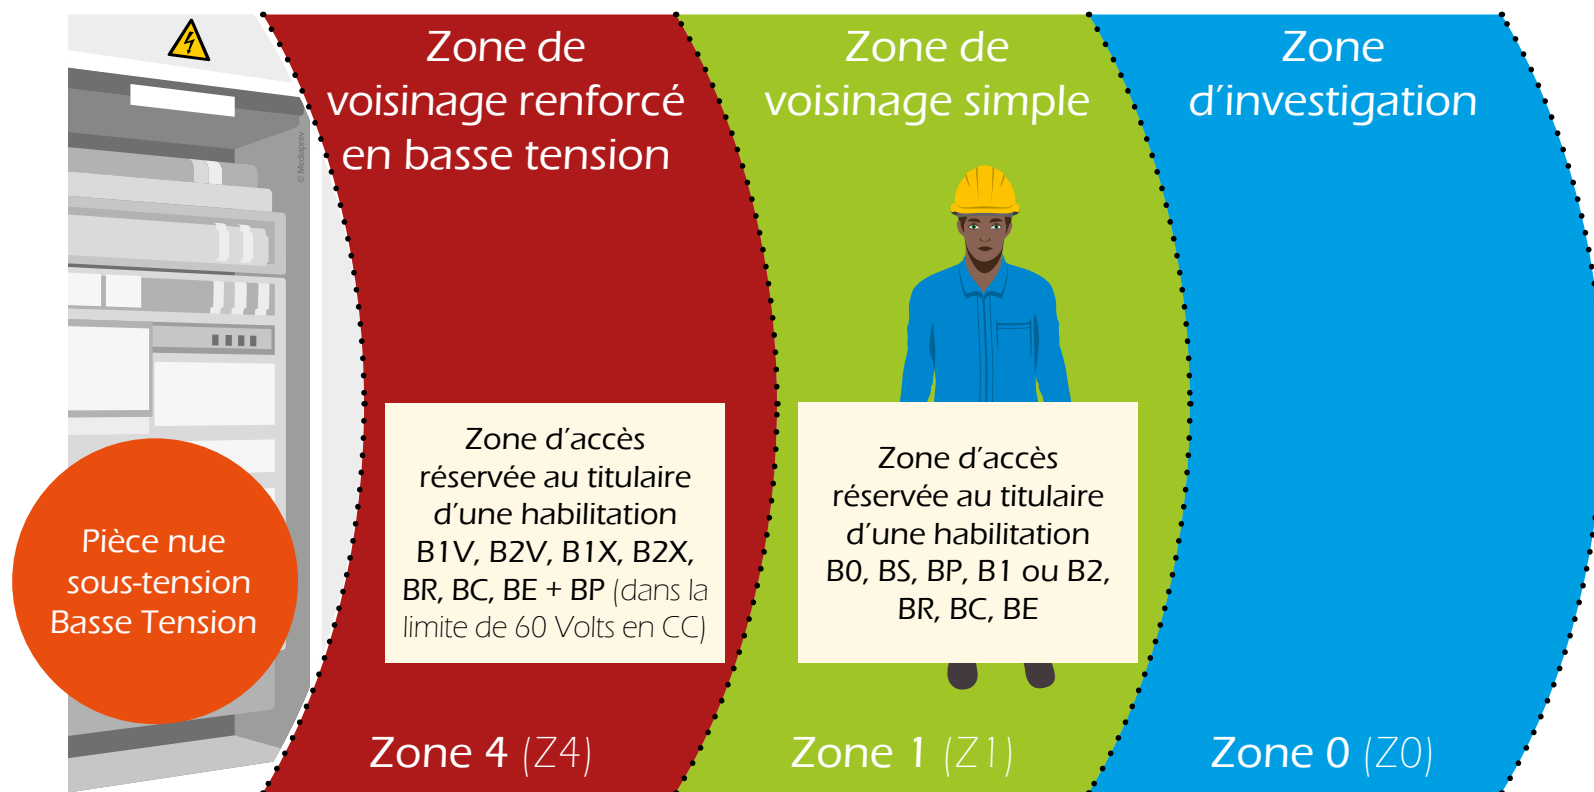 Zone de
voisinage renforcé
en basse tension
Zone de
voisinage simple
Zone
d'investigation
© Mediaprev
Pièce nue
sous-tension
Basse Tension
Zone d'accès
réservée au titulaire
d'une habilitation
B1V, B2V, B1X, B2X,
BR, BC, BE + BP (dans la
limite de 60 Volts en CC)
Zone d'accès
réservée au titulaire
d'une habilitation
B0, BS, BP, B1 ou B2,
BR, BC, BE
Zone 4 (Z4)
Zone 1 (Z1)
Zone 0 (Z0)